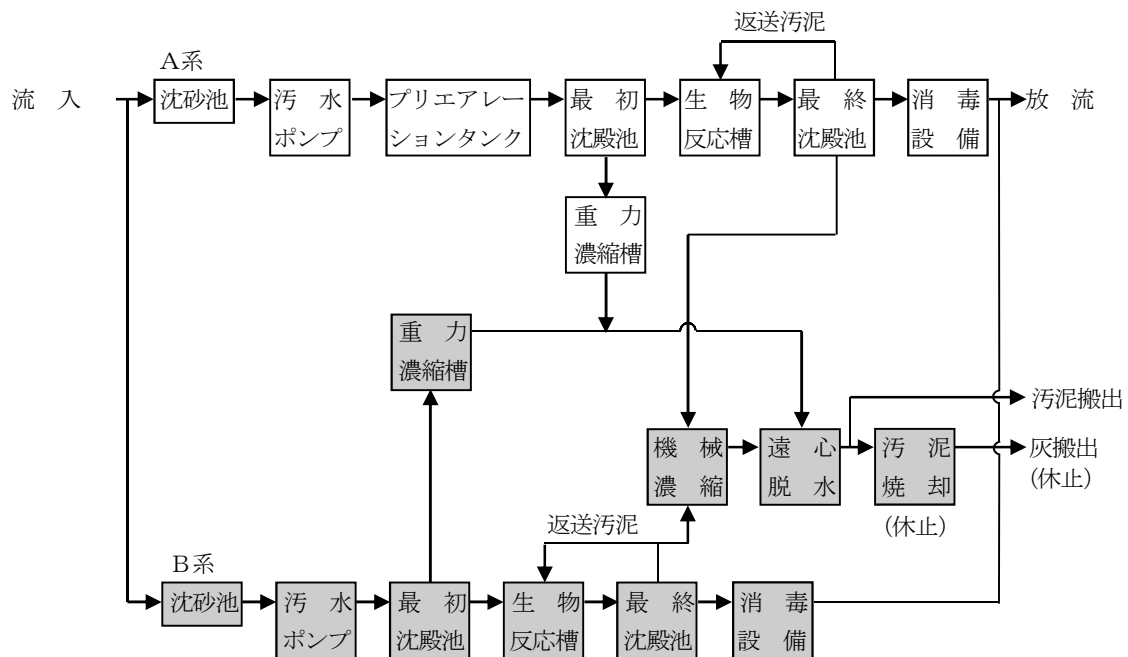 返送汚泥
A系
流 入
沈砂池
汚 水
ポンプ
プリエアレー
ションタンク
最 初
沈殿池
生 物
反応槽
最 終
沈殿池
消 毒
設 備
放 流
重 力
濃縮槽
重 力
濃縮槽
汚泥搬出
機 械
濃 縮
遠 心
脱 水
汚 泥
焼 却
(休止)
灰搬出
(休止)
返送汚泥
B系
沈砂池
汚 水
ポンプ
最 初
沈殿池
生 物
反応槽
最 終
沈殿池
消 毒
設 備